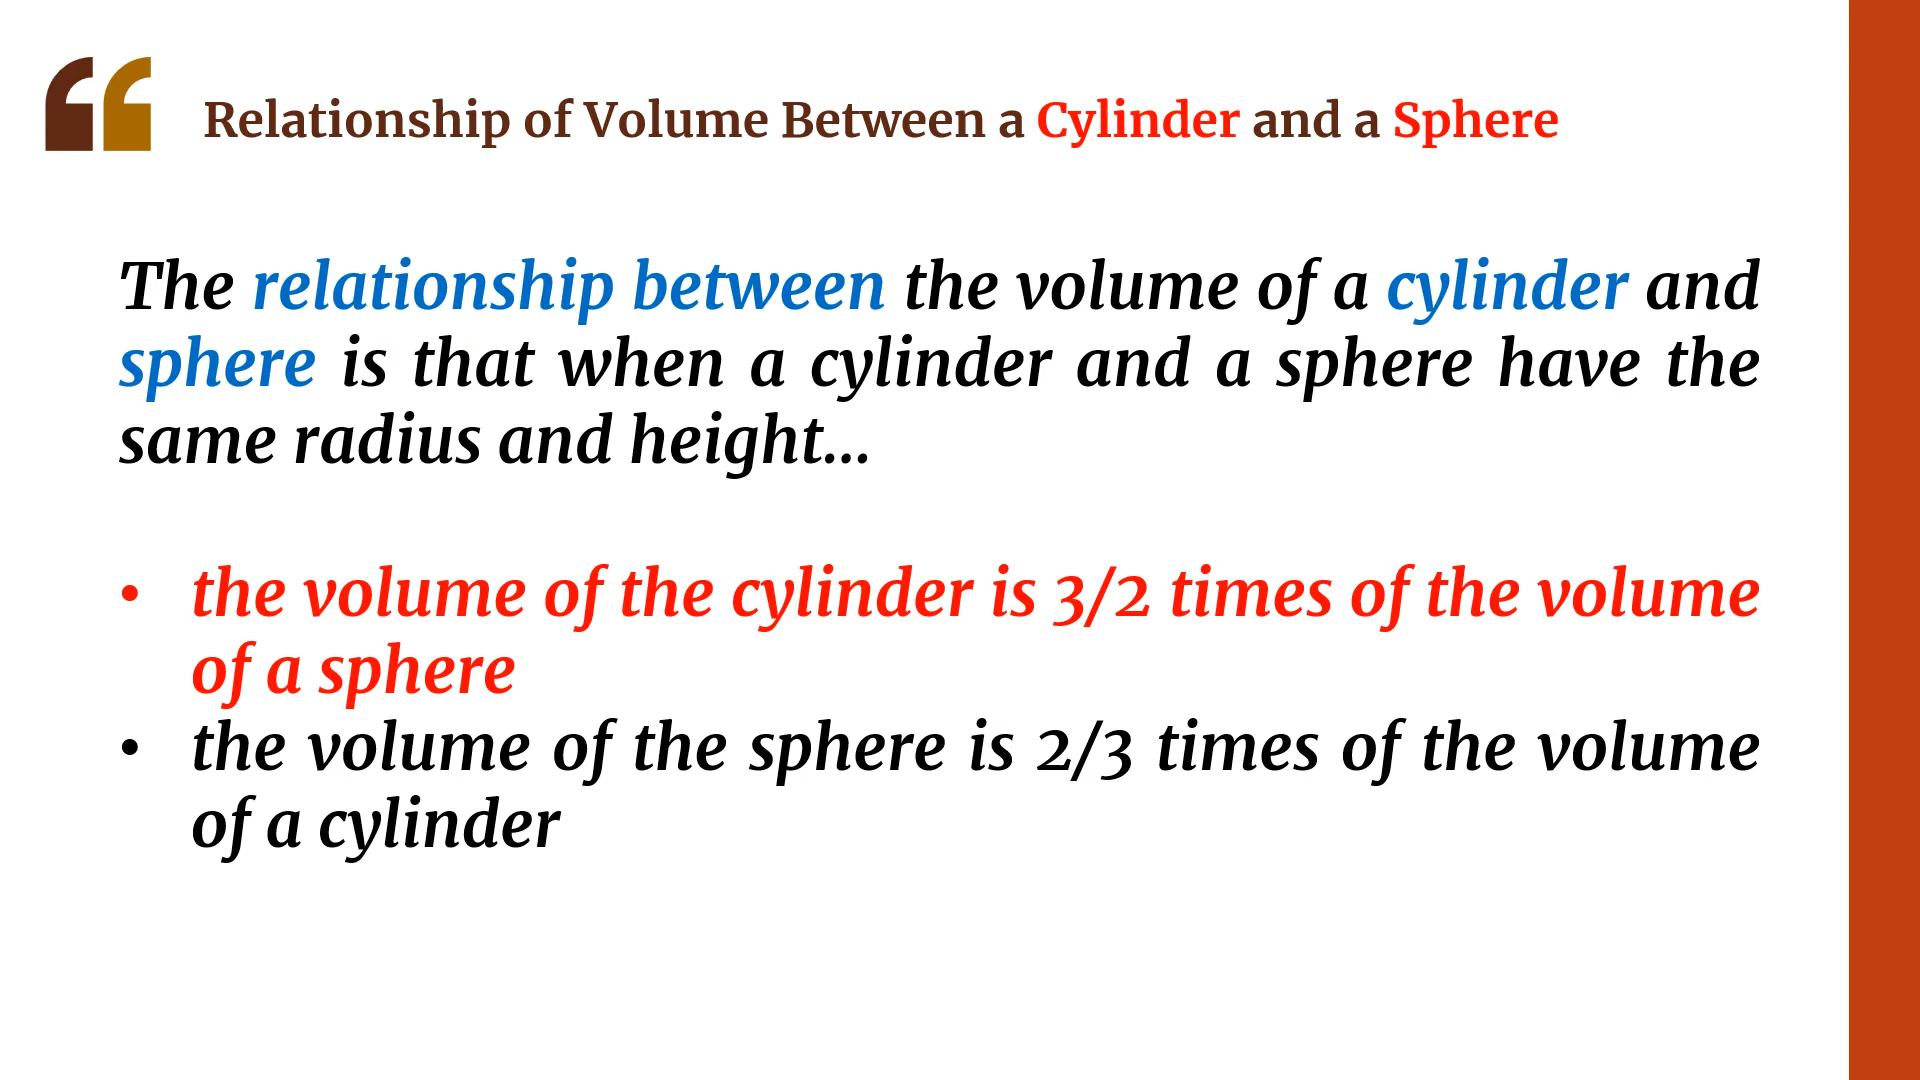 Relationship of Volume Between a Cylinder and a Sphere
The relationship between the volume of a cylinder and
sphere is that when a cylinder and a sphere have the
same radius and height...
• the volume of the cylinder is 3/2 times of the volume
of a sphere
• the volume of the sphere is 2/3 times of the volume
of a cylinder